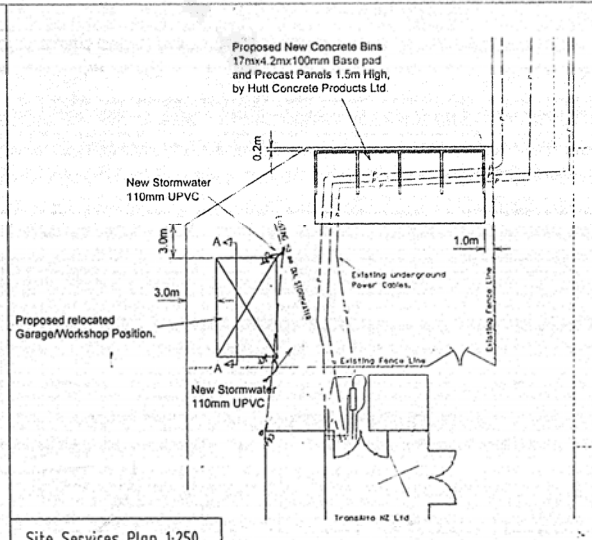 Proposed New Concrete Bins
17mx4.2mx100mm Base pad
and Precast Panels 1.5m High,
by Hutt Concrete Products Ltd.
0.2m
New Stormwater
110mm UPVC
3.0m
A
1.0m
Existing underground
Power Cables.
Existing Fence Line
3.0m
Proposed relocated
Garage/Workshop Position.
Existing Fence Line
A
New Stormwater
110mm UPVC
TransAlta NZ Ltd
Site Services Plan 1:250